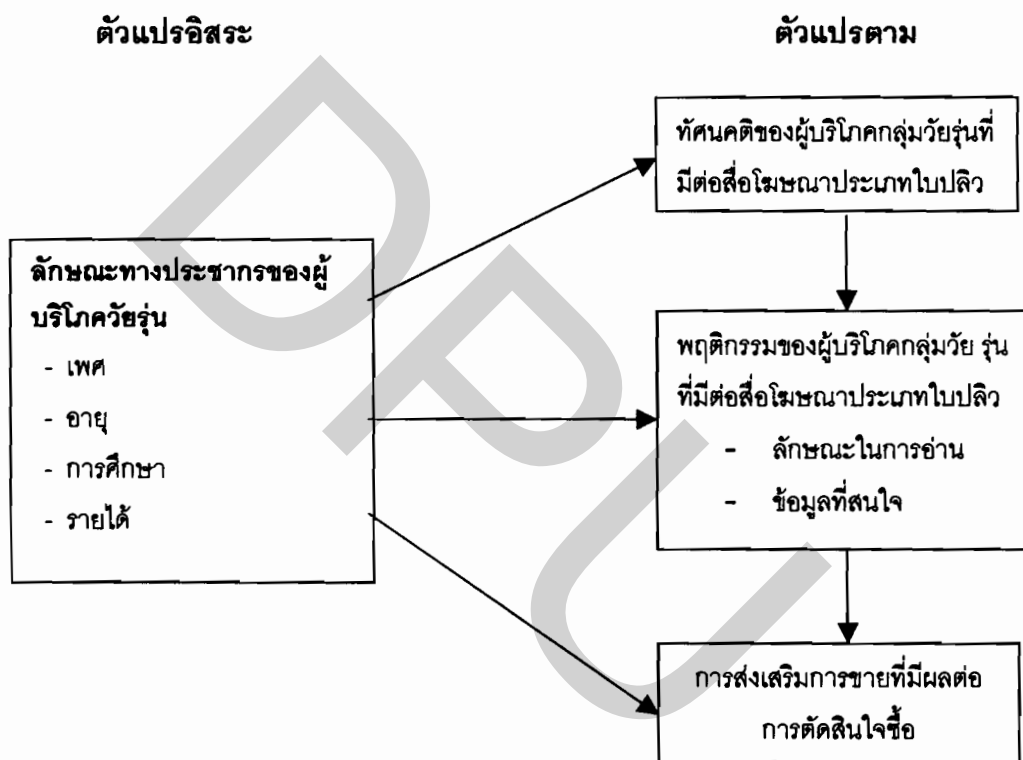 ตัวแปรอิสระ
ตัวแปรตาม
ทัศนคติของผู้บริโภคกลุ่มวัยรุ่นที่
มีต่อสื่อโฆษณาประเภทใบปลิว
ลักษณะทางประชากรของผู้
บริโภควัยรุ่น
- เพศ
- อายุ
- การศึกษา
- รายได้
พฤติกรรมของผู้บริโภคกลุ่มวัย รุ่น
ที่มีต่อสื่อโฆษณาประเภทใบปลิว
- ลักษณะในการอ่าน
- ข้อมูลที่สนใจ
การส่งเสริมการขายที่มีผลต่อ
การตัดสินใจซื้อ
DPU